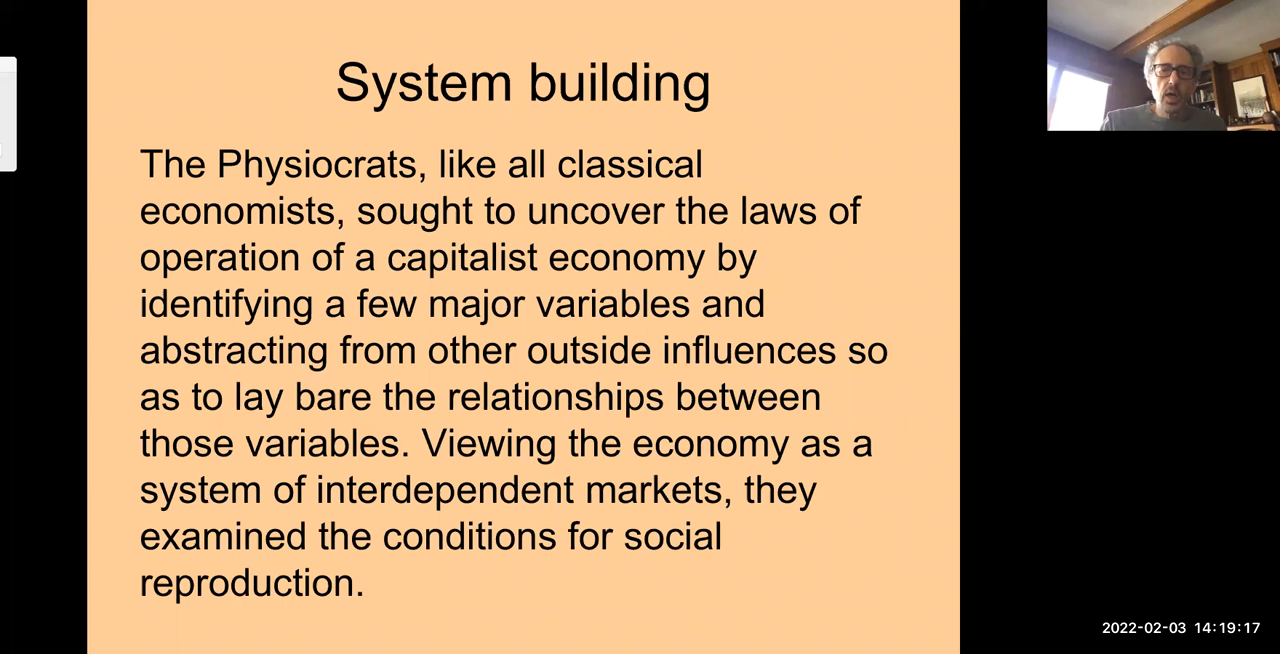 System building
The Physiocrats, like all classical
economists, sought to uncover the laws of
operation of a capitalist economy by
identifying a few major variables and
abstracting from other outside influences so
as to lay bare the relationships between
those variables. Viewing the economy as a
system of interdependent markets, they
examined the conditions for social
reproduction.
2022-02-03 14:19:17